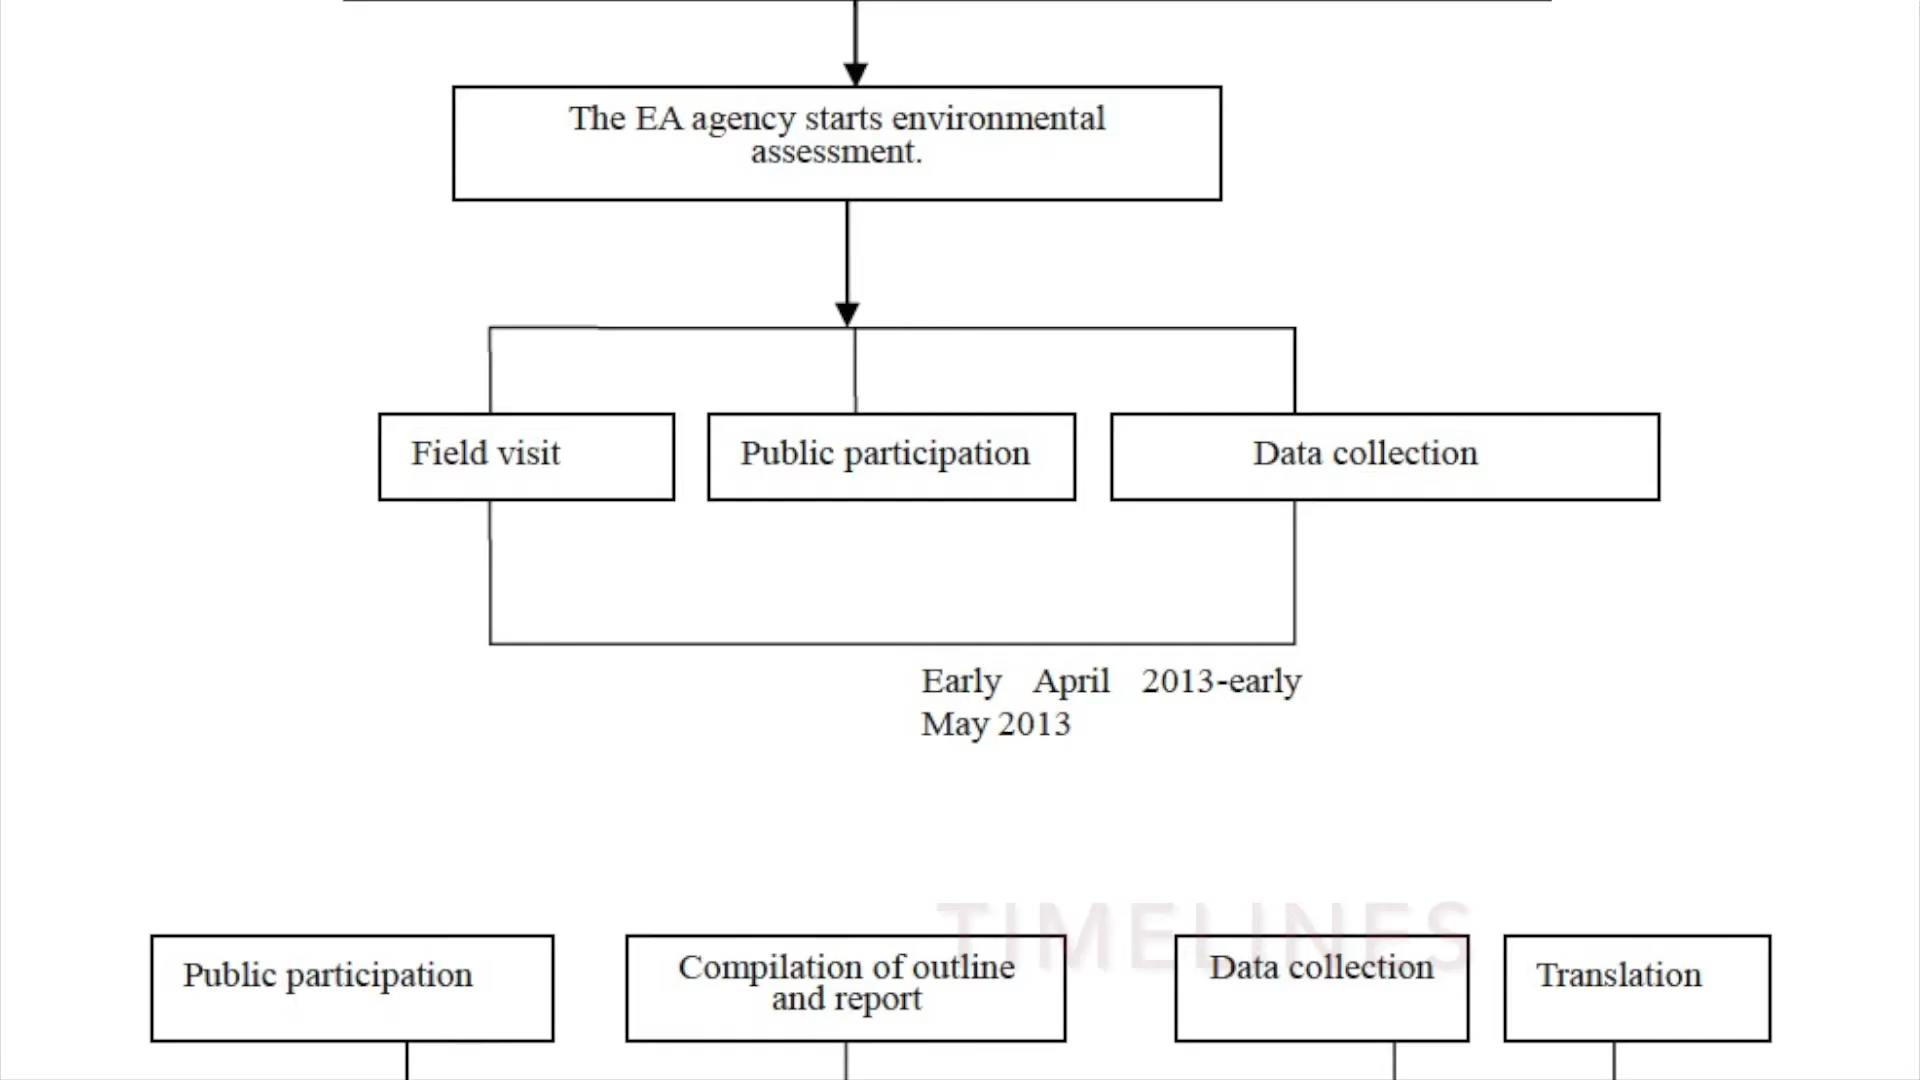 The EA agency starts environmental
assessment.
Field visit
Public participation
Data collection
Early April 2013-early
May 2013
TIMELINES
Public participation
Compilation of outline
and report
Data collection
Translation